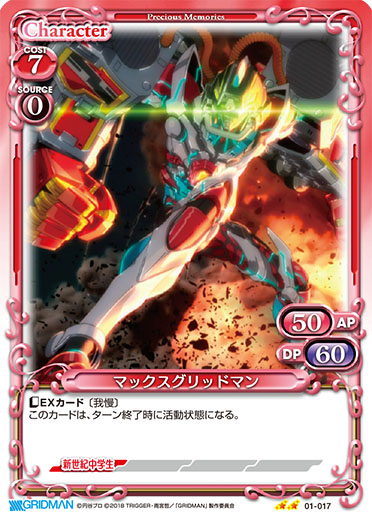 Precious Memories
Character
COST
7
SOURCE
0
50 AP
DP 60
マックスグリッドマン
EXカード〔我慢〕
このカードは、ターン終了時に活動状態になる。
新世紀中学生
GRIDMAN
©円谷プロ ©2018 TRIGGER・雨宮哲/「GRIDMAN」製作委員会
01-017